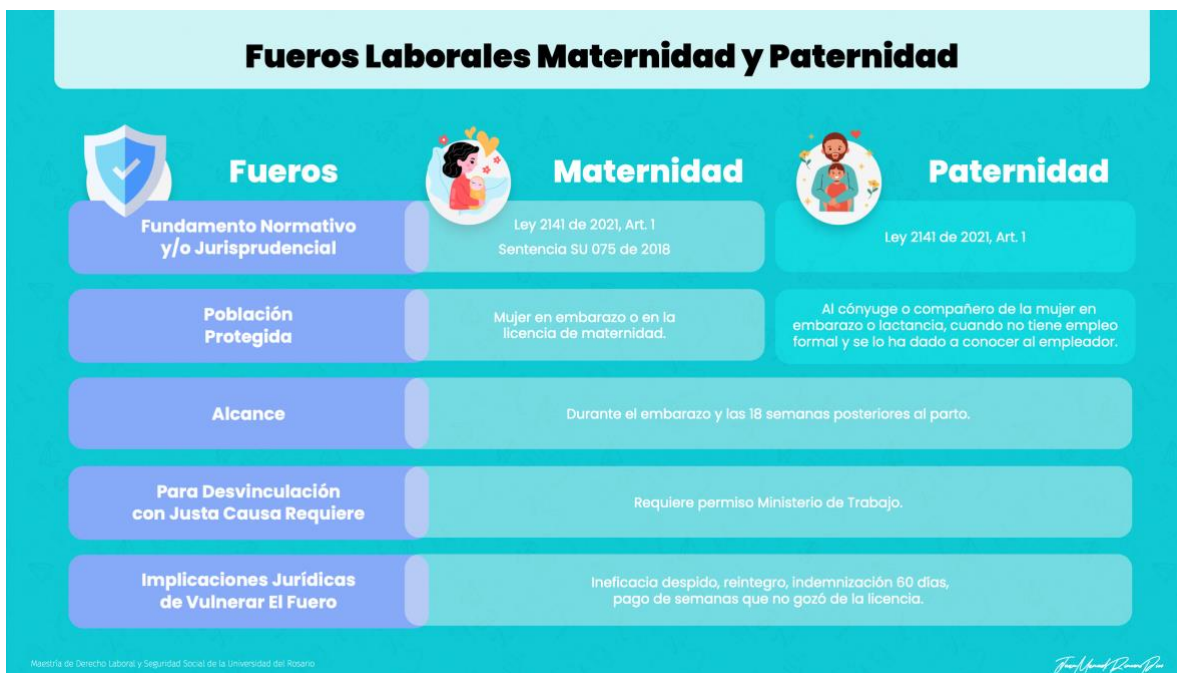 Fueros Laborales Maternidad y Paternidad
Fueros
Maternidad
Paternidad
Fundamento Normativo
y/o Jurisprudencial
Ley 2141 de 2021, Art. 1
Sentencia SU 075 de 2018
Ley 2141 de 2021, Art. 1
Población
Protegida
Mujer en embarazo o en la
licencia de maternidad.
Al cónyuge o compañero de la mujer en
embarazo o lactancia, cuando no tiene empleo
formal y se lo ha dado a conocer al empleador.
Alcance
Durante el embarazo y las 18 semanas posteriores al parto.
Para Desvinculación
con Justa Causa Requiere
Requiere permiso Ministerio de Trabajo.
Implicaciones Jurídicas
de Vulnerar El Fuero
Ineficacia despido, reintegro, indemnización 60 días,
pago de semanas que no gozó de la licencia.
Maestría de Derecho Laboral y Seguridad Social de la Universidad del Rosario